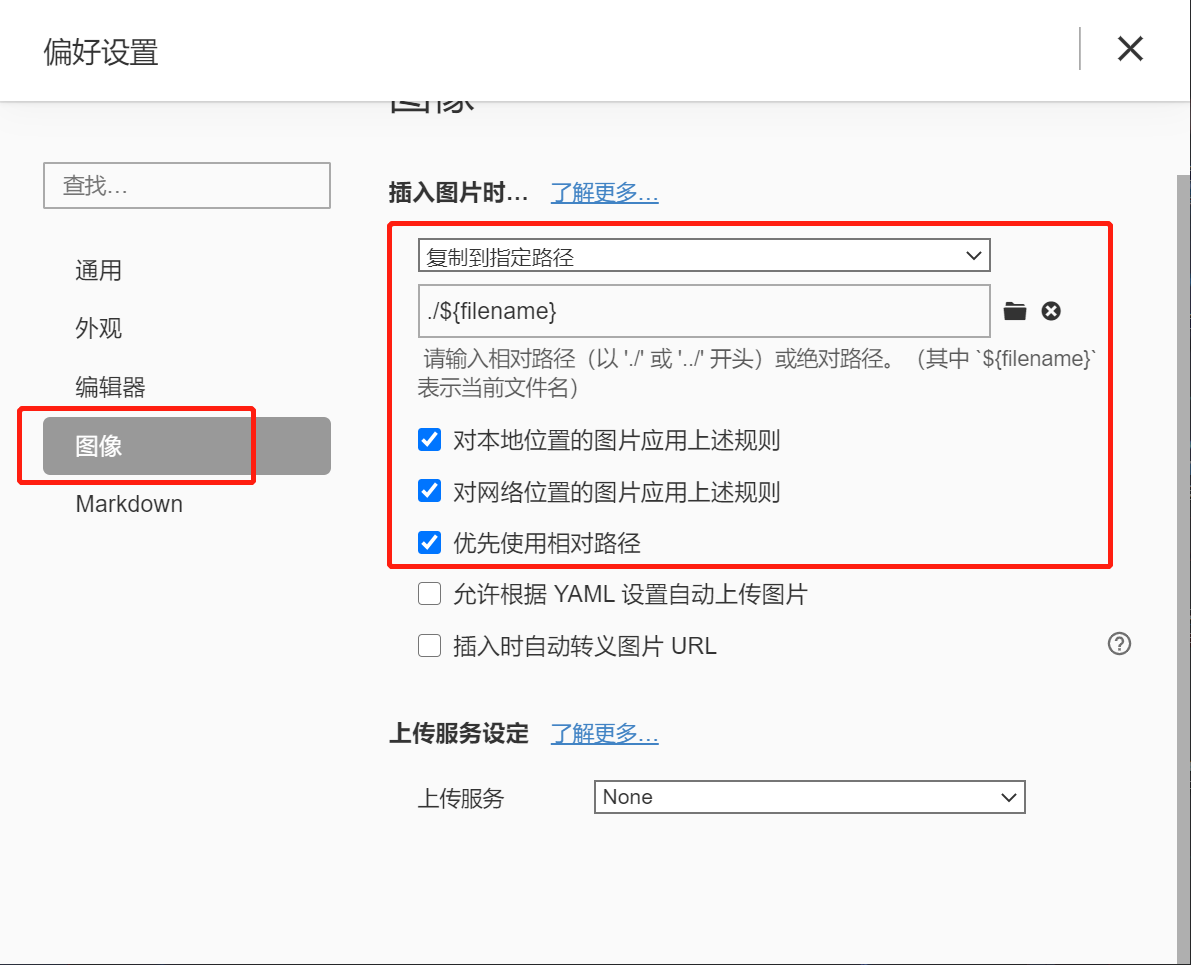 偏好设置
图像
查找…
插入图片时… 了解更多…
复制到指定路径
./${filename}
请输入相对路径（以 './' 或 '../' 开头）或绝对路径。（其中 `${filename}`
表示当前文件名）
通用
外观
编辑器
图像
Markdown
对本地位置的图片应用上述规则
对网络位置的图片应用上述规则
优先使用相对路径
允许根据 YAML 设置自动上传图片
插入时自动转义图片 URL
上传服务设定 了解更多…
上传服务 None